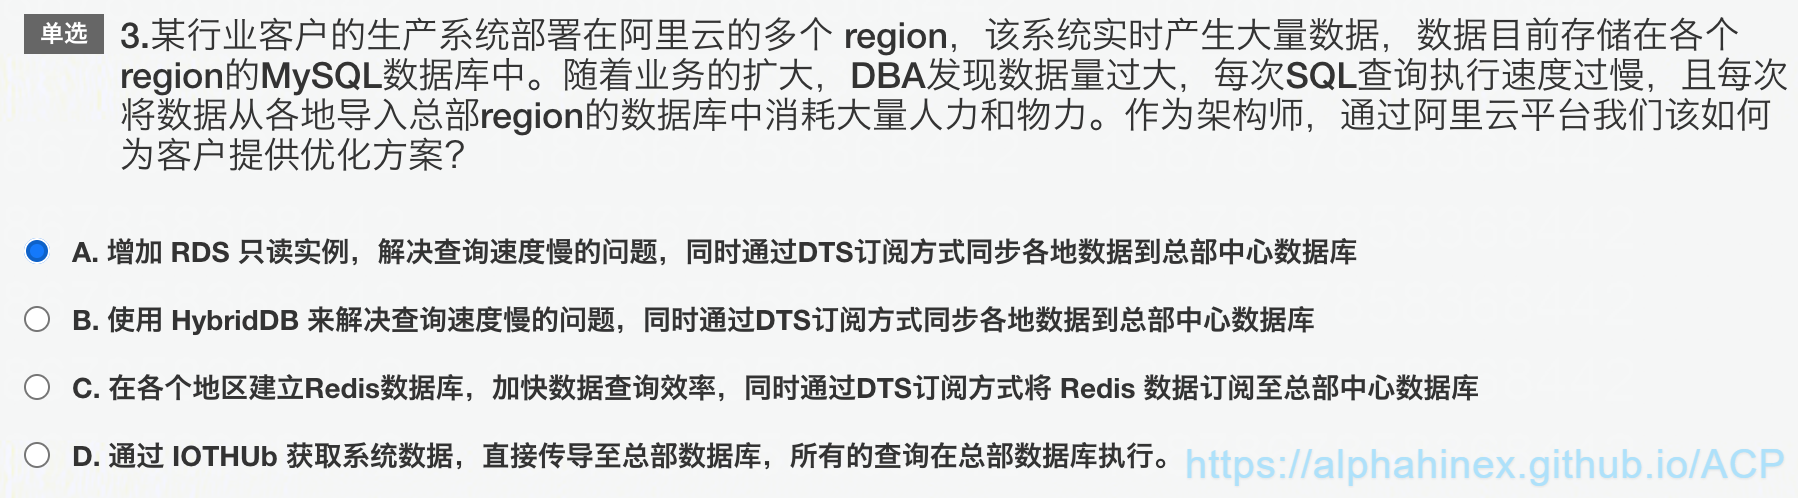 单选
3.某行业客户的生产系统部署在阿里云的多个 region，该系统实时产生大量数据，数据目前存储在各个
region的MySQL数据库中。随着业务的扩大，DBA发现数据量过大，每次SQL查询执行速度过慢，且每次
将数据从各地导入总部region的数据库中消耗大量人力和物力。作为架构师，通过阿里云平台我们该如何
为客户提供优化方案？
A. 增加 RDS 只读实例，解决查询速度慢的问题，同时通过DTS订阅方式同步各地数据到总部中心数据库
B. 使用 HybridDB 来解决查询速度慢的问题，同时通过DTS订阅方式同步各地数据到总部中心数据库
C. 在各个地区建立Redis数据库，加快数据查询效率，同时通过DTS订阅方式将 Redis 数据订阅至总部中心数据库
D. 通过 IOTHUb 获取系统数据，直接传导至总部数据库，所有的查询在总部数据库执行。
https://alphahinex.github.io/ACP